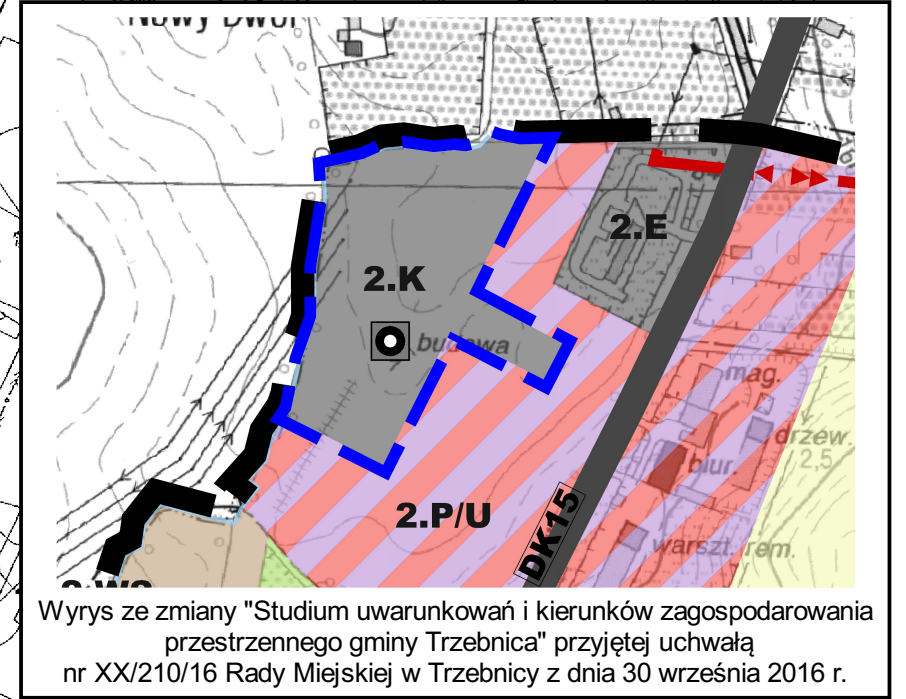 Nowy Dwór
2.E
2.K
budowa
mag.
drzew.
2,5
biur.
2.P/U
DK15
warszt. rem.
Wyrys ze zmiany "Studium uwarunkowań i kierunków zagospodarowania
przestrzennego gminy Trzebnica" przyjętej uchwałą
nr XX/210/16 Rady Miejskiej w Trzebnicy z dnia 30 września 2016 r.